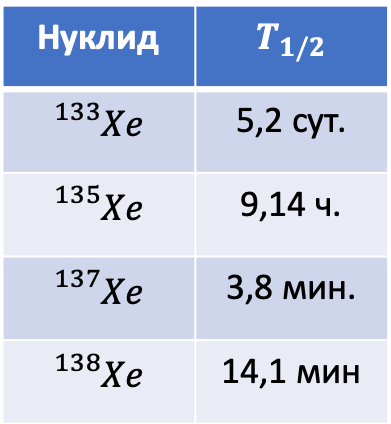 Нуклид T₁/₂
¹³³Xe 5,2 сут.
¹³⁵Xe 9,14 ч.
¹³⁷Xe 3,8 мин.
¹³⁸Xe 14,1 мин